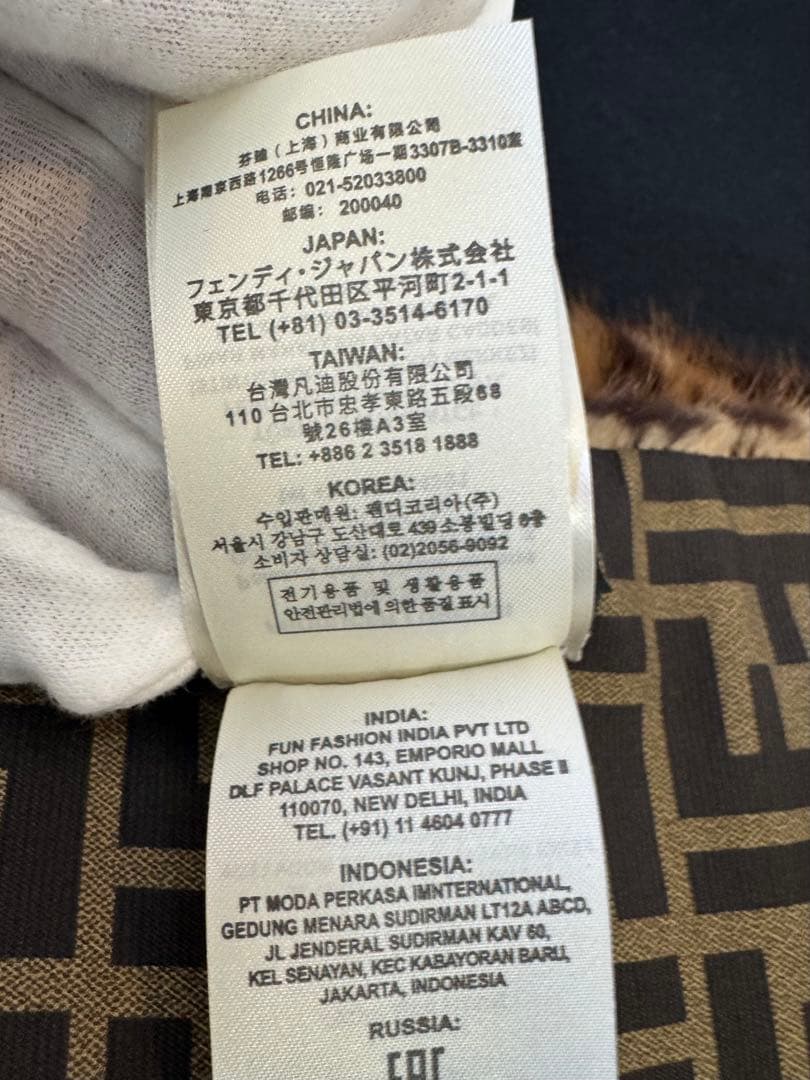 CHINA:
芬迪（上海）商业有限公司
上海南京西路1266号恒隆广场一期3307B-3310室
电话：021-52033800
邮编：200040
JAPAN:
フェンディ・ジャパン株式会社
東京都千代田区平河町2-1-1
TEL (+81) 03-3514-6170
TAIWAN:
台灣凡迪股份有限公司
110 台北市忠孝東路五段68
號26樓A3室
TEL: +886 2 3518 1888
KOREA:
수입판매원: 펜디코리아(주)
서울시 강남구 도산대로 439 소봉빌딩 6층
소비자 상담실: (02)2056-9092
전기용품 및 생활용품
안전관리법에 의한 품질 표시
INDIA:
FUN FASHION INDIA PVT LTD
SHOP NO. 143, EMPORIO MALL
DLF PALACE VASANT KUNJ, PHASE II
110070, NEW DELHI, INDIA
TEL. (+91) 11 4604 0777
INDONESIA:
PT MODA PERKASA IMNTERNATIONAL,
GEDUNG MENARA SUDIRMAN LT12A ABCD,
JL JENDERAL SUDIRMAN KAV 60,
KEL SENAYAN, KEC KABAYORAN BARU,
JAKARTA, INDONESIA
RUSSIA:
EAC